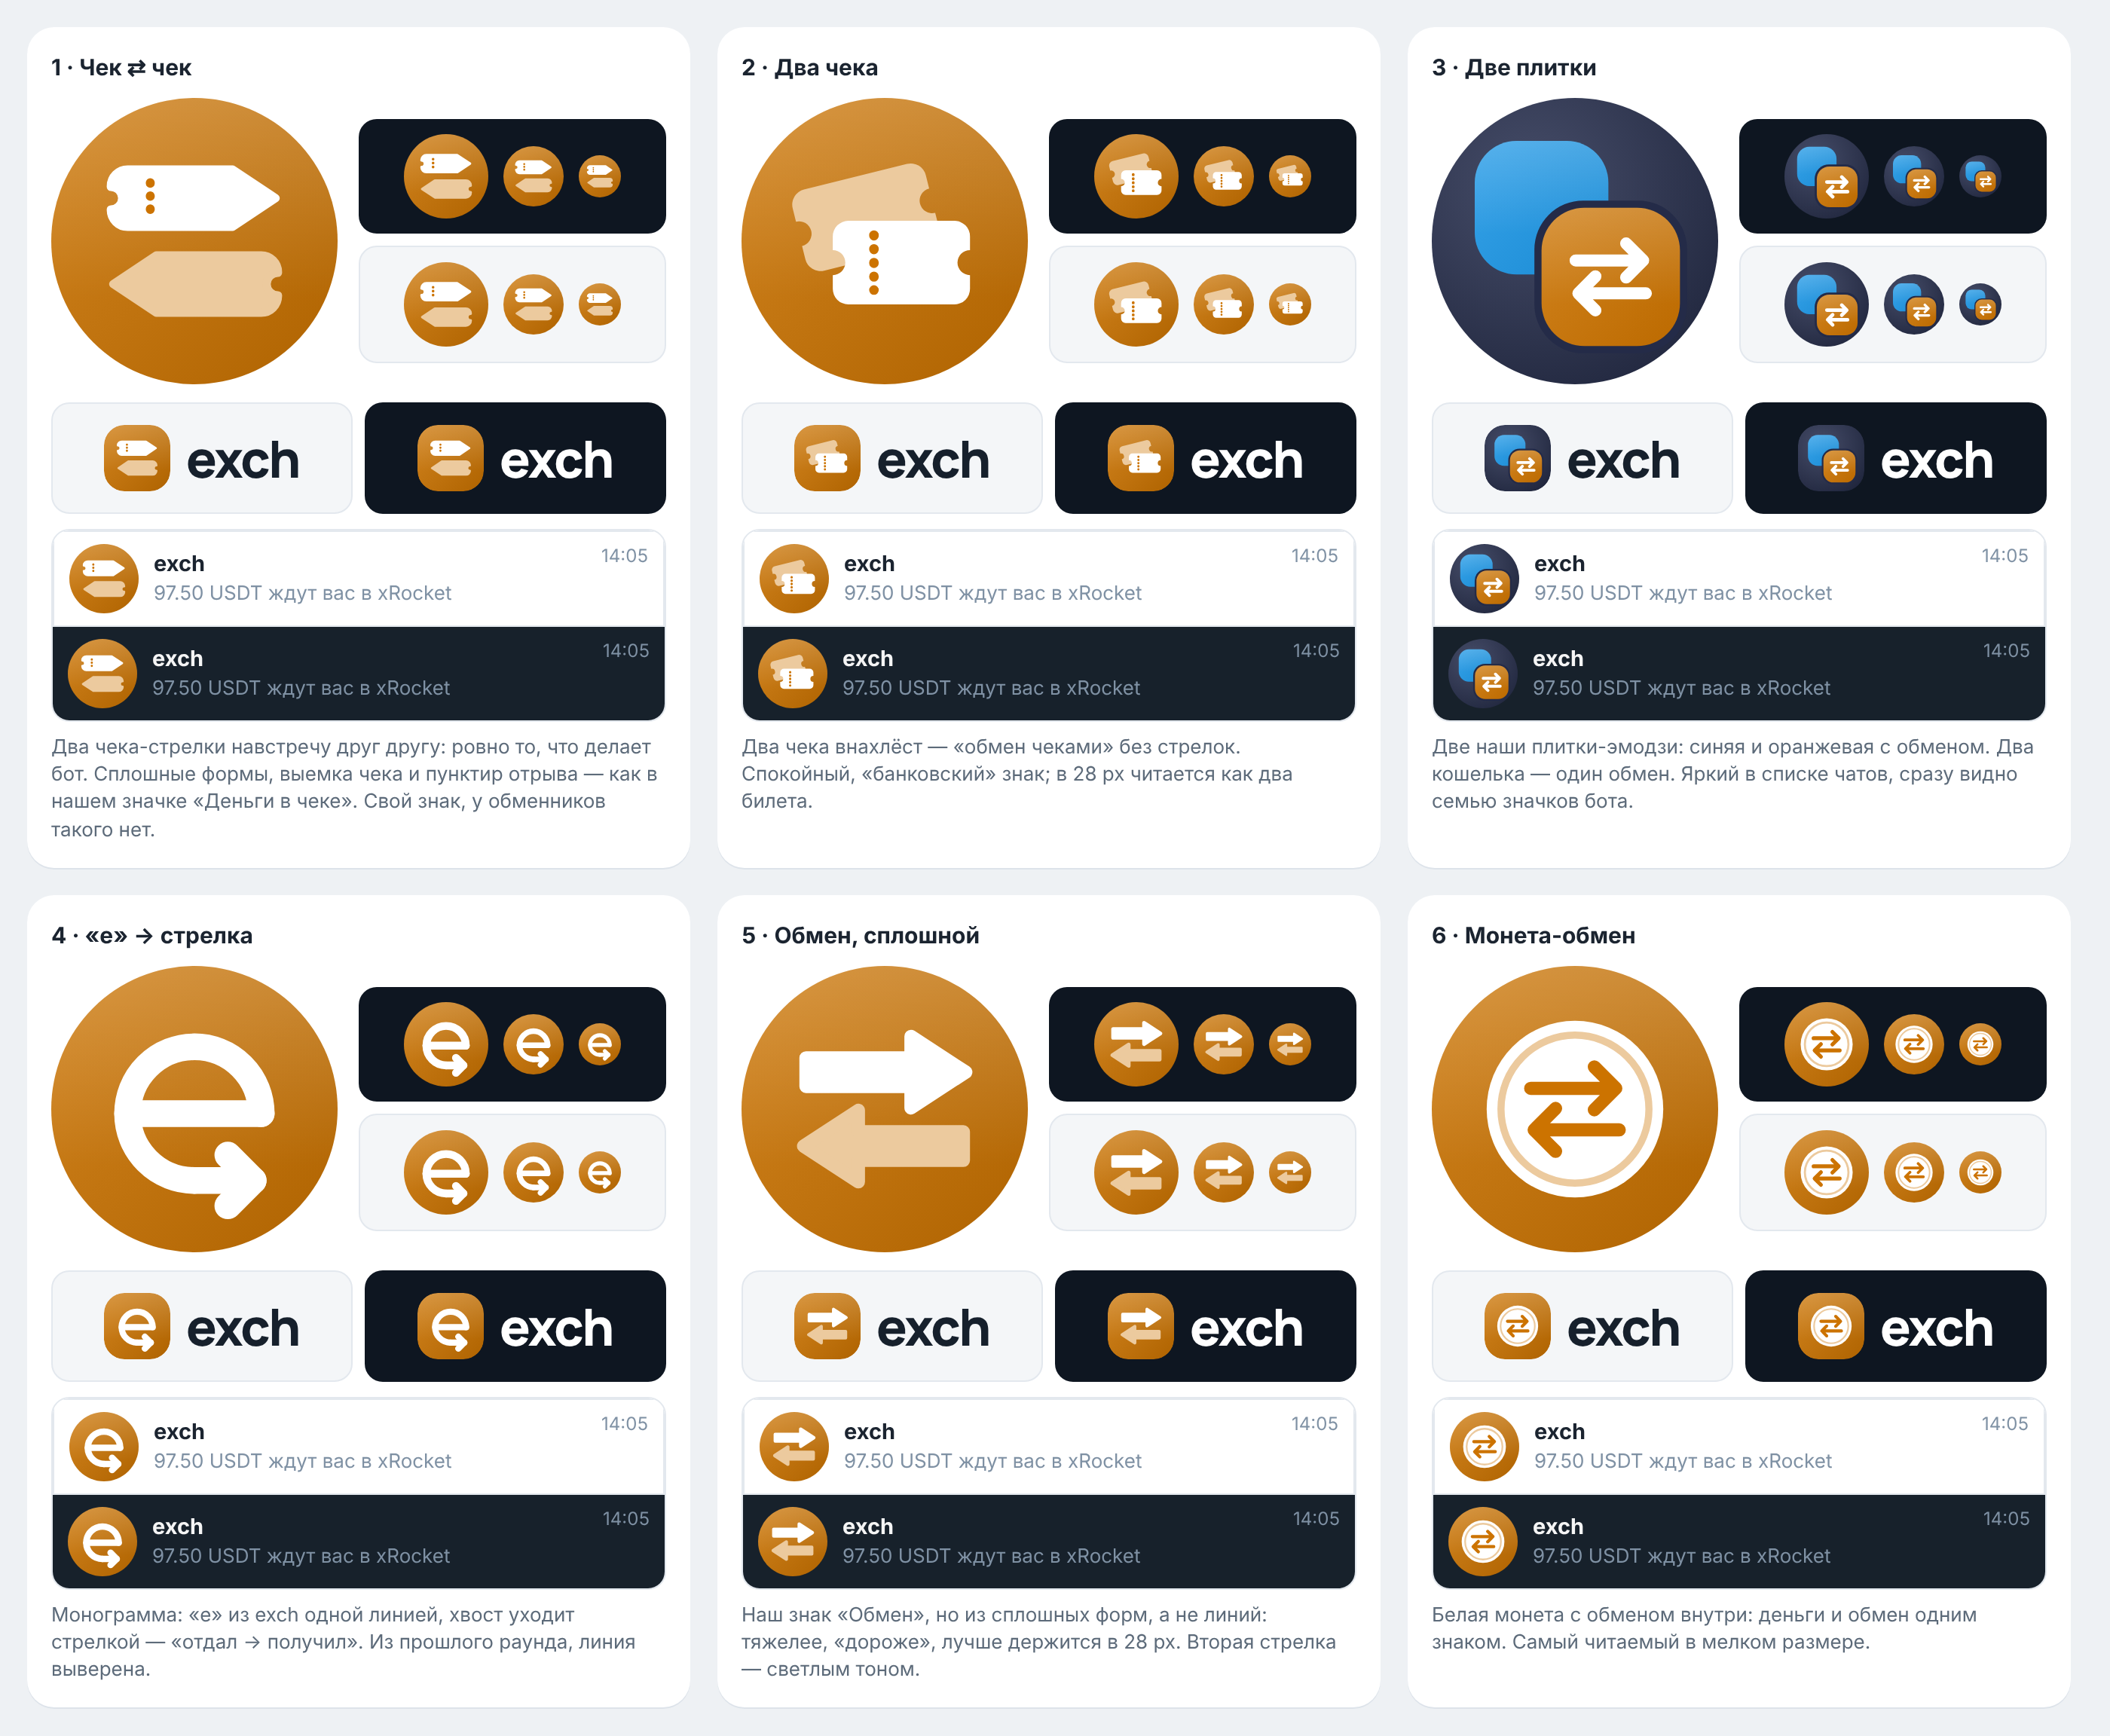 1 · Чек ⇄ чек
exch
exch
exch
14:05
97.50 USDT ждут вас в xRocket
exch
14:05
97.50 USDT ждут вас в xRocket
Два чека-стрелки навстречу друг другу: ровно то, что делает
бот. Сплошные формы, выемка чека и пунктир отрыва — как в
нашем значке «Деньги в чеке». Свой знак, у обменников
такого нет.
2 · Два чека
exch
exch
exch
14:05
97.50 USDT ждут вас в xRocket
exch
14:05
97.50 USDT ждут вас в xRocket
Два чека внахлёст — «обмен чеками» без стрелок.
Спокойный, «банковский» знак; в 28 px читается как два
билета.
3 · Две плитки
exch
exch
exch
14:05
97.50 USDT ждут вас в xRocket
exch
14:05
97.50 USDT ждут вас в xRocket
Две наши плитки-эмодзи: синяя и оранжевая с обменом. Два
кошелька — один обмен. Яркий в списке чатов, сразу видно
семью значков бота.
4 · «e» → стрелка
exch
exch
exch
14:05
97.50 USDT ждут вас в xRocket
exch
14:05
97.50 USDT ждут вас в xRocket
Монограмма: «e» из exch одной линией, хвост уходит
стрелкой — «отдал → получил». Из прошлого раунда, линия
выверена.
5 · Обмен, сплошной
exch
exch
exch
14:05
97.50 USDT ждут вас в xRocket
exch
14:05
97.50 USDT ждут вас в xRocket
Наш знак «Обмен», но из сплошных форм, а не линий:
тяжелее, «дороже», лучше держится в 28 px. Вторая стрелка
— светлым тоном.
6 · Монета-обмен
exch
exch
exch
14:05
97.50 USDT ждут вас в xRocket
exch
14:05
97.50 USDT ждут вас в xRocket
Белая монета с обменом внутри: деньги и обмен одним
знаком. Самый читаемый в мелком размере.